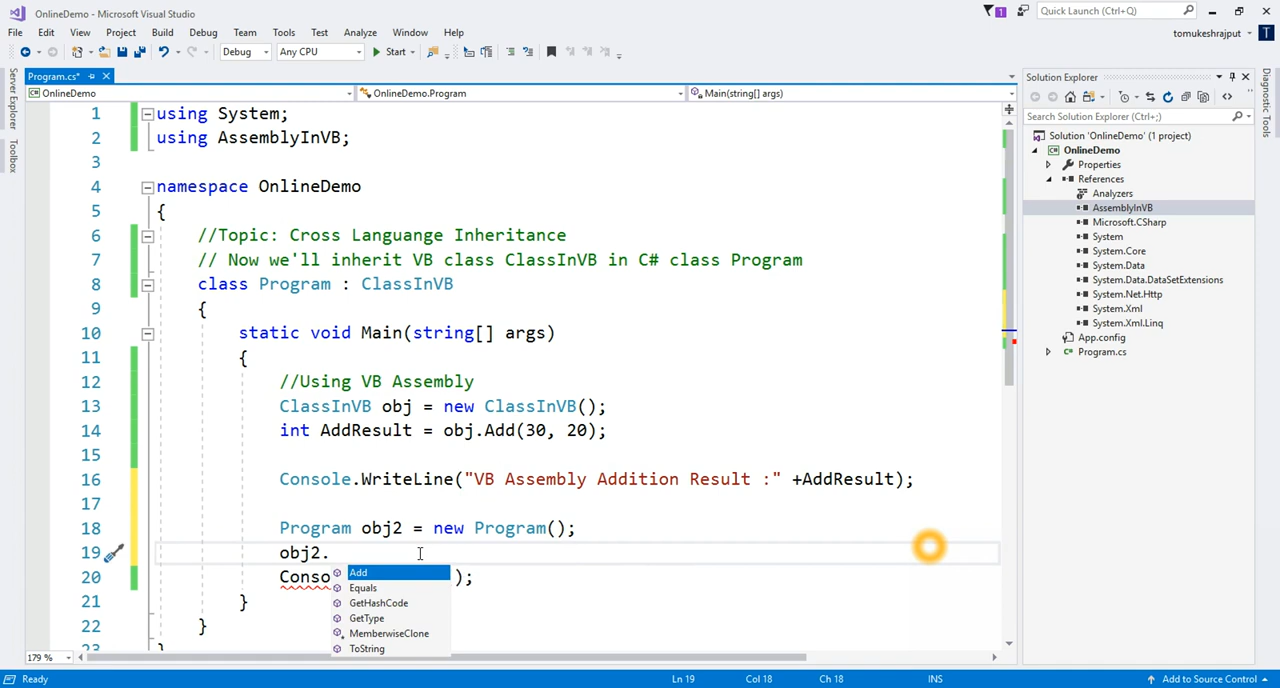 OnlineDemo - Microsoft Visual Studio
1
Quick Launch (Ctrl+Q)
File Edit View Project Build Debug Team Tools Test Analyze Window Help
tomukeshrajput T
Debug Any CPU Start
Server Explorer
Toolbox
Program.cs*
OnlineDemo OnlineDemo.Program Main(string[] args)
1 using System;
2 using AssemblyInVB;
3
4 namespace OnlineDemo
5 {
6 //Topic: Cross Languange Inheritance
7 // Now we'll inherit VB class ClassInVB in C# class Program
8 class Program : ClassInVB
9 {
10 static void Main(string[] args)
11 {
12 //Using VB Assembly
13 ClassInVB obj = new ClassInVB();
14 int AddResult = obj.Add(30, 20);
15
16 Console.WriteLine("VB Assembly Addition Result :" +AddResult);
17
18 Program obj2 = new Program();
19 obj2.
20 Conso );
21 }
22 }
23 }
Add
Equals
GetHashCode
GetType
MemberwiseClone
ToString
179 %
Solution Explorer
Search Solution Explorer (Ctrl+;)
Solution 'OnlineDemo' (1 project)
C# OnlineDemo
Properties
References
Analyzers
AssemblyInVB
Microsoft.CSharp
System
System.Core
System.Data
System.Data.DataSetExtensions
System.Net.Http
System.Xml
System.Xml.Linq
App.config
C# Program.cs
Diagnostic Tools
Ready Ln 19 Col 18 Ch 18 INS Add to Source Control